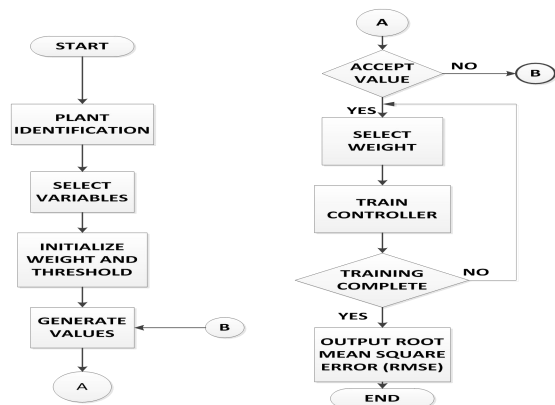 START
PLANT
IDENTIFICATION
SELECT
VARIABLES
INITIALIZE
WEIGHT AND
THRESHOLD
GENERATE
VALUES
B
A
A
ACCEPT
VALUE
NO
B
YES
SELECT
WEIGHT
TRAIN
CONTROLLER
TRAINING
COMPLETE
NO
YES
OUTPUT ROOT
MEAN SQUARE
ERROR (RMSE)
END